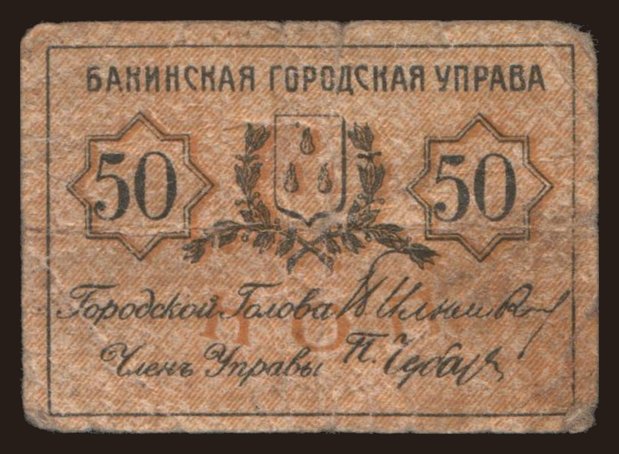 БАКИНСКАЯ ГОРОДСКАЯ УПРАВА
50 50
Городской Голова
Членъ Управы П.